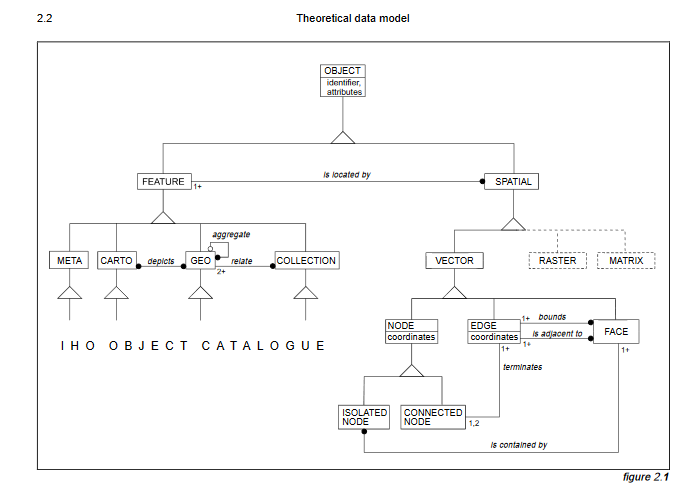 2.2
Theoretical data model
OBJECT
identifier,
attributes
FEATURE
1+
is located by
SPATIAL
aggregate
META
CARTO
depicts
GEO
relate
COLLECTION
2+
VECTOR
RASTER
MATRIX
NODE
coordinates
EDGE
coordinates
1+
bounds
is adjacent to
1+
FACE
1+
1+
I H O O B J E C T C A T A L O G U E
terminates
ISOLATED
NODE
CONNECTED
NODE
1,2
is contained by
figure 2.1